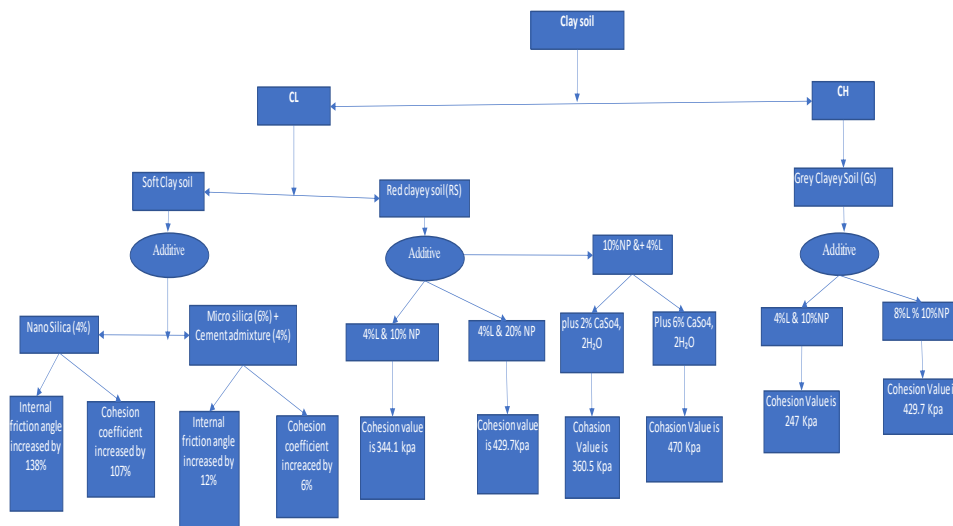 Clay soil
CL
CH
Soft Clay soil
Red clayey soil(RS)
Grey Clayey Soil (Gs)
Additive
Additive
10%NP &+ 4%L
Additive
Nano Silica (4%)
Micro silica (6%) +
Cement admixture (4%)
4%L & 10% NP
4%L & 20% NP
plus 2% CaSo4,
2H₂O
Plus 6% CaSo4,
2H₂O
4%L & 10%NP
8%L % 10%NP
Internal
friction angle
increased by
138%
Cohesion
coefficient
increased by
107%
Internal
friction angle
increased by
12%
Cohesion
coefficient
increaced by
6%
Cohesion value
is 344.1 kpa
Cohesion value
is 429.7Kpa
Cohasion
Value is
360.5 Kpa
Cohasion Value is
470 Kpa
Cohesion Value is
247 Kpa
Cohesion Value is
429.7 Kpa